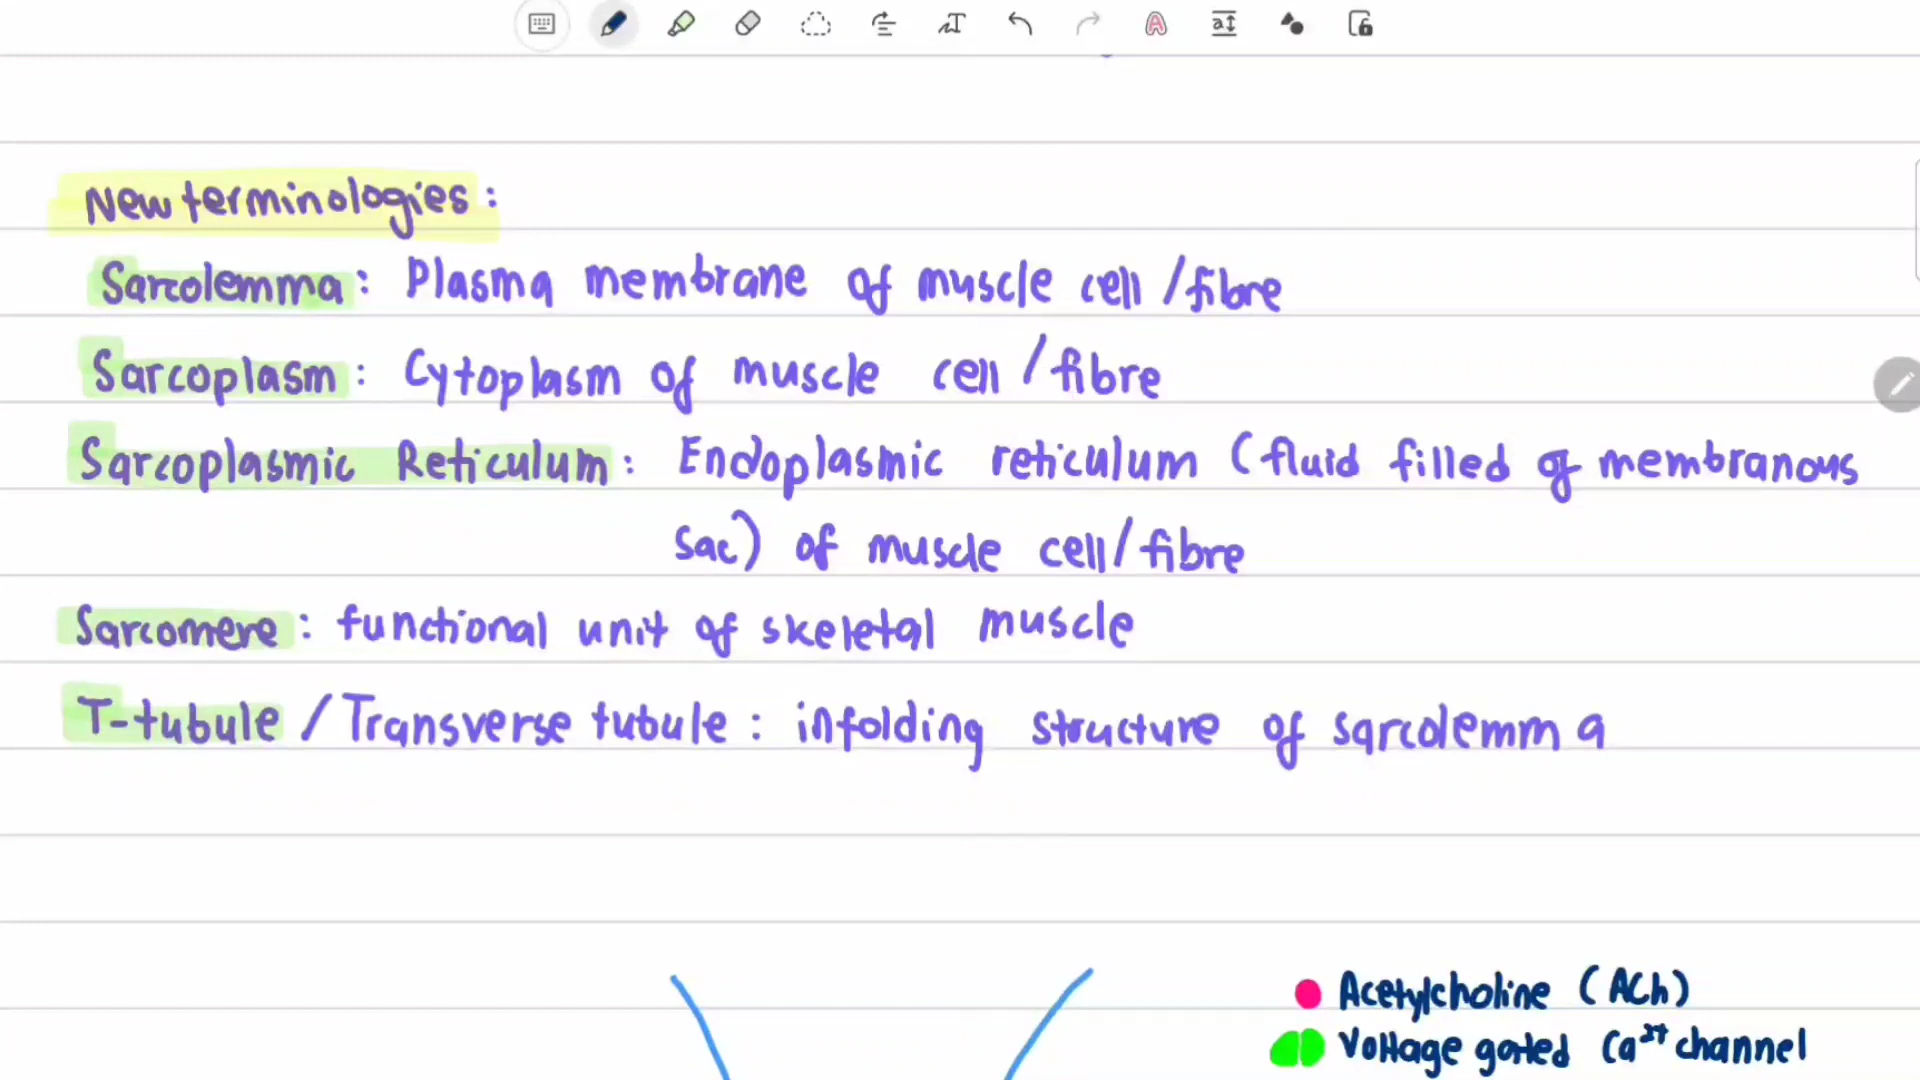 New terminologies:
Sarcolemma: Plasma membrane of muscle cell/fibre
Sarcoplasm: Cytoplasm of muscle cell/fibre
Sarcoplasmic Reticulum: Endoplasmic reticulum (fluid filled of membranous
sac) of muscle cell/fibre
Sarcomere: functional unit of skeletal muscle
T-tubule/Transverse tubule: infolding structure of sarcolemma
Acetylcholine (ACh)
Voltage gated Ca²⁺ channel